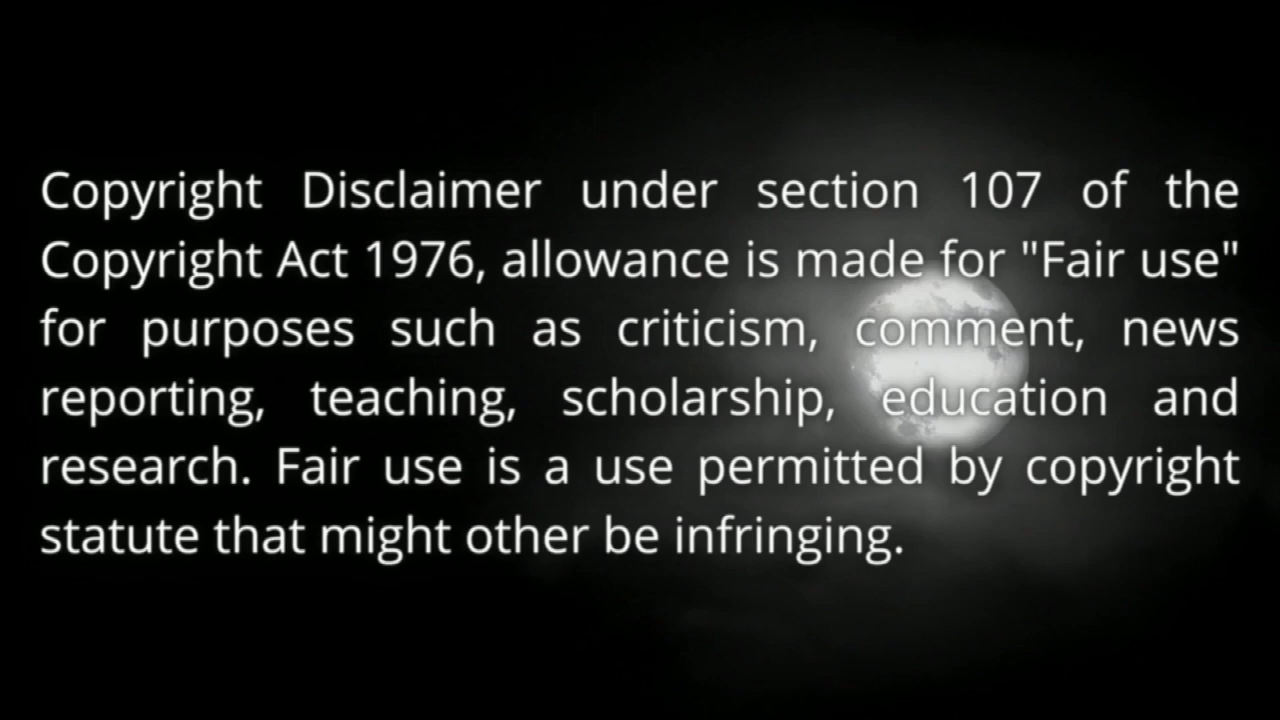 Copyright Disclaimer under section 107 of the
Copyright Act 1976, allowance is made for "Fair use"
for purposes such as criticism, comment, news
reporting, teaching, scholarship, education and
research. Fair use is a use permitted by copyright
statute that might other be infringing.